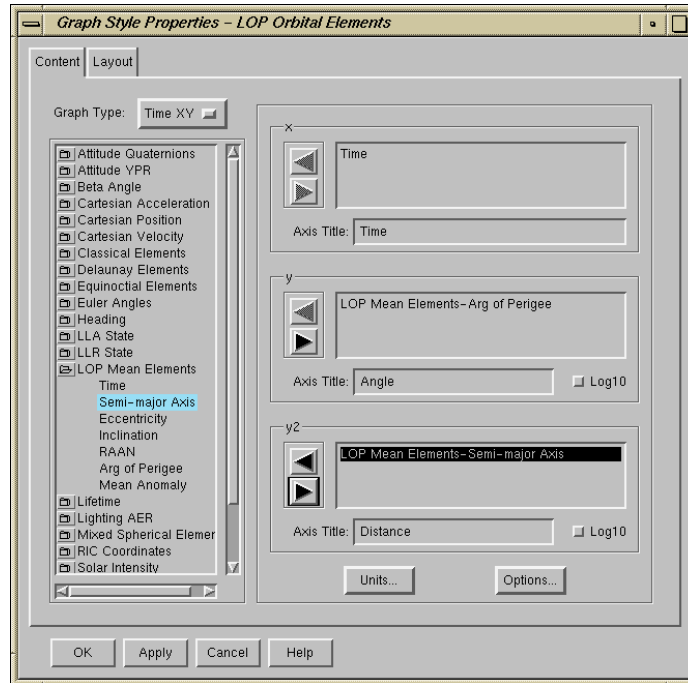 Graph Style Properties - LOP Orbital Elements
Content Layout
Graph Type: Time XY
Attitude Quaternions
Attitude YPR
Beta Angle
Cartesian Acceleration
Cartesian Position
Cartesian Velocity
Classical Elements
Delaunay Elements
Equinoctial Elements
Euler Angles
Heading
LLA State
LLR State
LOP Mean Elements
Time
Semi-major Axis
Eccentricity
Inclination
RAAN
Arg of Perigee
Mean Anomaly
Lifetime
Lighting AER
Mixed Spherical Elemer
RIC Coordinates
Solar Intensity
x
Time
Axis Title: Time
y
LOP Mean Elements-Arg of Perigee
Axis Title: Angle Log10
y2
LOP Mean Elements-Semi-major Axis
Axis Title: Distance Log10
Units... Options...
OK Apply Cancel Help